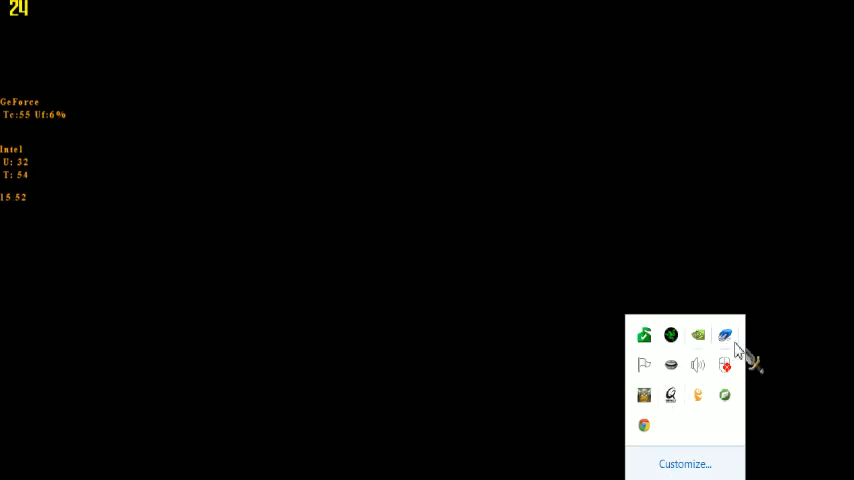 24
GeForce
Tc:55 Uf:6%
Intel
U: 32
T: 54
15 52
Customize...